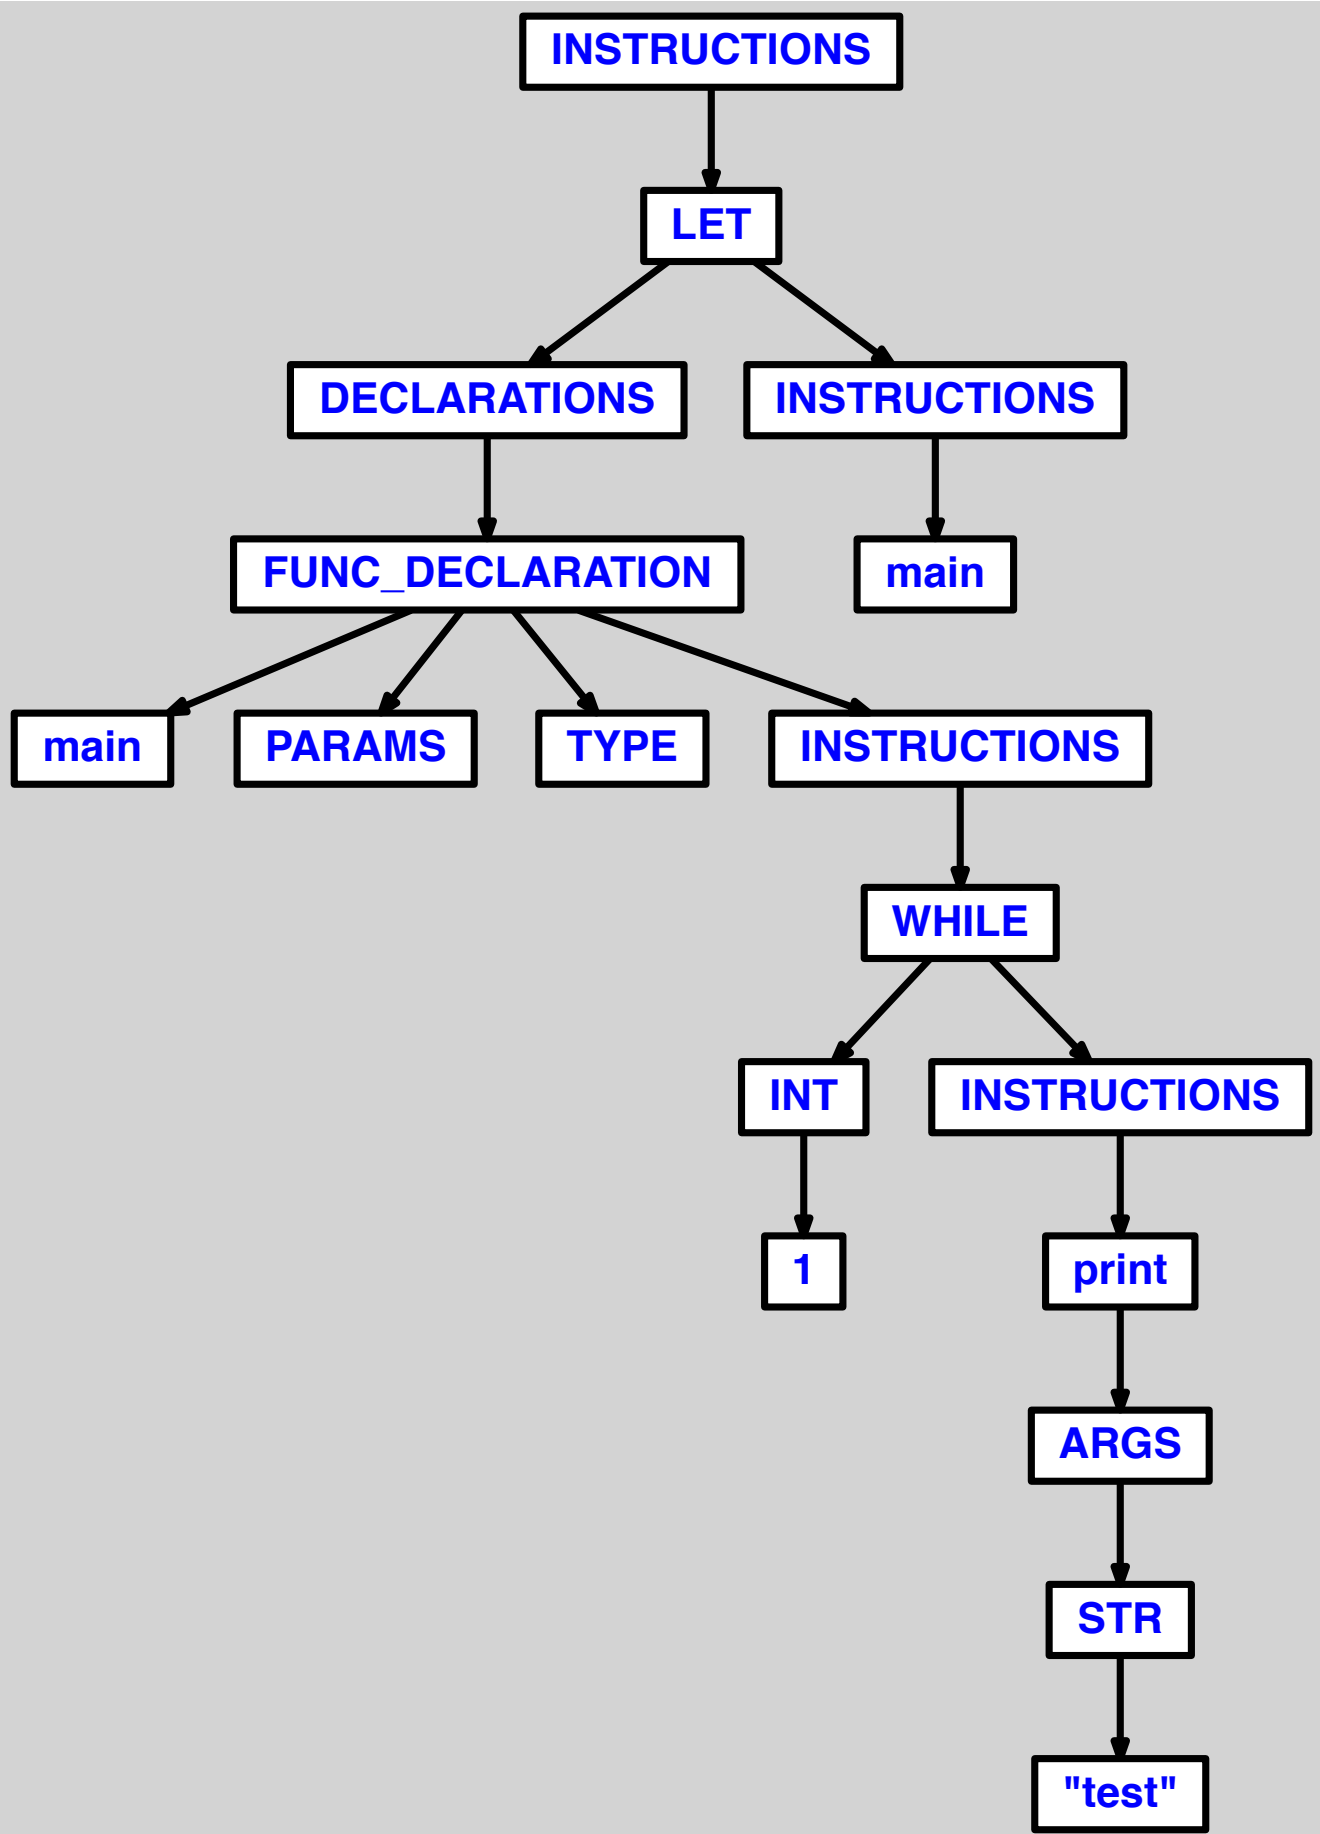 INSTRUCTIONS
LET
DECLARATIONS
INSTRUCTIONS
FUNC_DECLARATION
main
main
PARAMS
TYPE
INSTRUCTIONS
WHILE
INT
INSTRUCTIONS
1
print
ARGS
STR
"test"